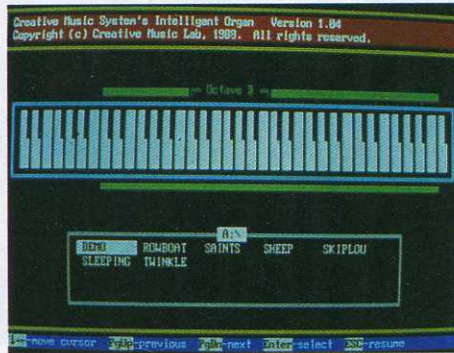 Creative Music System's Intelligent Organ Version 1.04
Copyright (c) Creative Music Lab, 1989. All rights reserved.
Octave 3
A:\
DEMO ROWBOAT SAINTS SHEEP SKIPLOU
SLEEPING TWINKLE
-move cursor PgUp-previous PgDn-next Enter-select ESC-resume